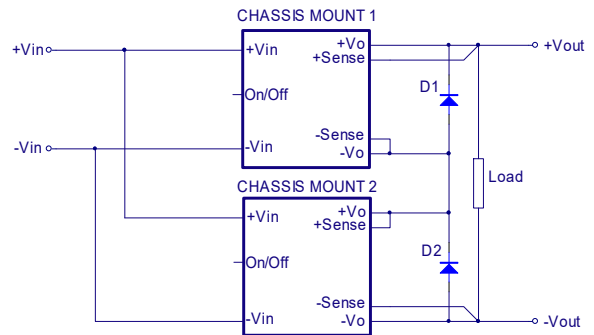 CHASSIS MOUNT 1
+Vin
+Vin
+Vo
+Vout
+Sense
D1
On/Off
-Sense
-Vin
-Vin
-Vo
Load
CHASSIS MOUNT 2
+Vin
+Vo
+Sense
D2
On/Off
-Sense
-Vin
-Vo
-Vout